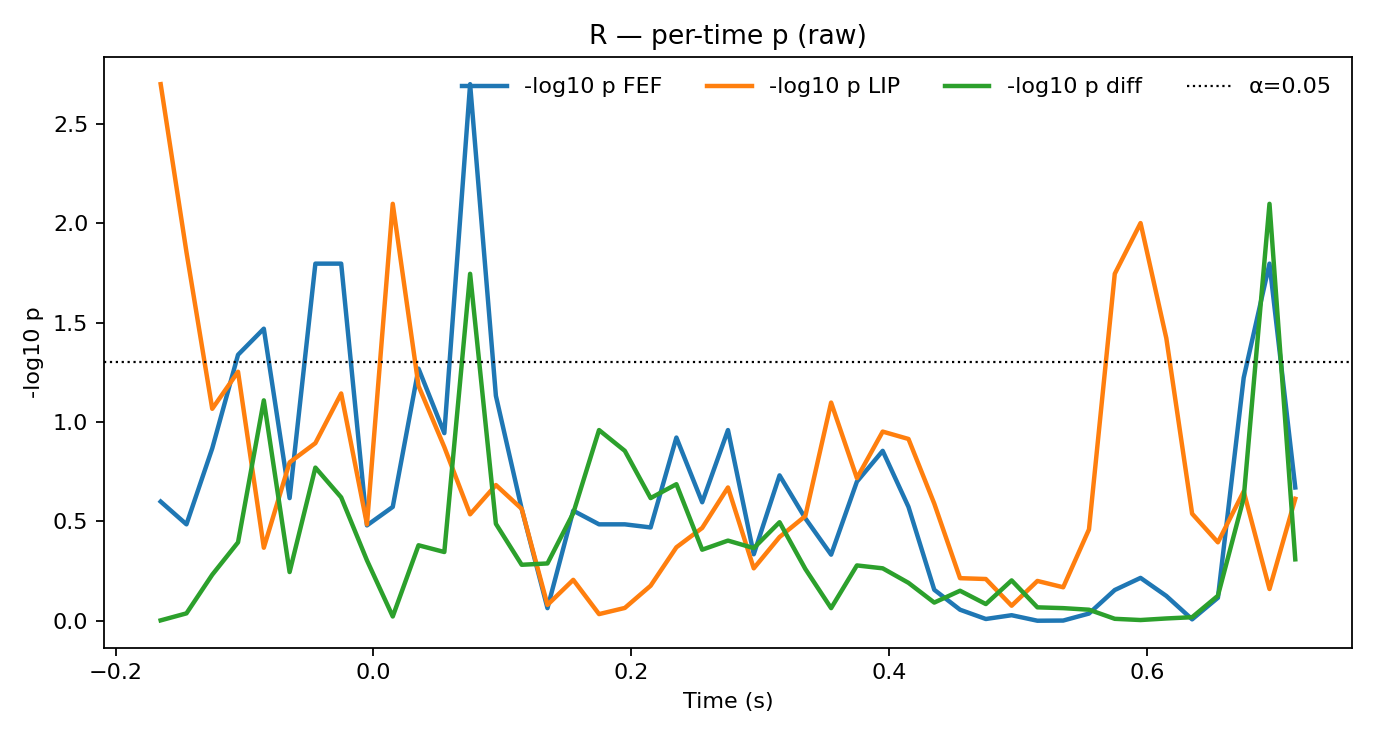 R — per-time p (raw)
-log10 p FEF
-log10 p LIP
-log10 p diff
α=0.05
2.5
2.0
1.5
1.0
0.5
0.0
-log10 p
−0.2
0.0
0.2
0.4
0.6
Time (s)